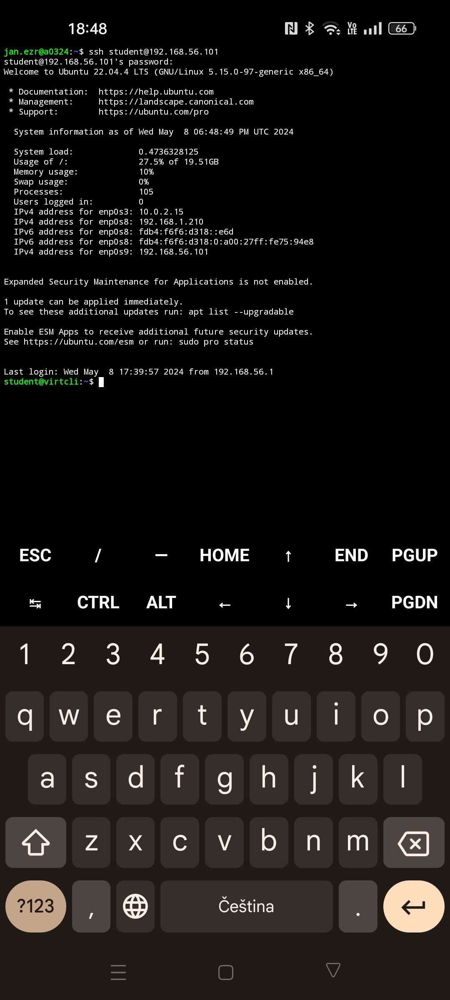 18:48 Vo LTE 66
jan.ezr@a0324:~$ ssh student@192.168.56.101
student@192.168.56.101's password:
Welcome to Ubuntu 22.04.4 LTS (GNU/Linux 5.15.0-97-generic x86_64)
* Documentation:  https://help.ubuntu.com
* Management:     https://landscape.canonical.com
* Support:        https://ubuntu.com/pro
System information as of Wed May  8 06:48:49 PM UTC 2024
System load:             0.4736328125
Usage of /:              27.5% of 19.51GB
Memory usage:            10%
Swap usage:              0%
Processes:               105
Users logged in:         0
IPv4 address for enp0s3: 10.0.2.15
IPv4 address for enp0s8: 192.168.1.210
IPv6 address for enp0s8: fdb4:f6f6:d318::e6d
IPv6 address for enp0s8: fdb4:f6f6:d318:0:a00:27ff:fe75:94e8
IPv4 address for enp0s9: 192.168.56.101
Expanded Security Maintenance for Applications is not enabled.
1 update can be applied immediately.
To see these additional updates run: apt list --upgradable
Enable ESM Apps to receive additional future security updates.
See https://ubuntu.com/esm or run: sudo pro status
Last login: Wed May  8 17:39:57 2024 from 192.168.56.1
student@virtcli:~$
ESC / — HOME ↑ END PGUP
↹ CTRL ALT ← ↓ → PGDN
1 2 3 4 5 6 7 8 9 0
q w e r t y u i o p
a s d f g h j k l
z x c v b n m
?123 , Čeština .